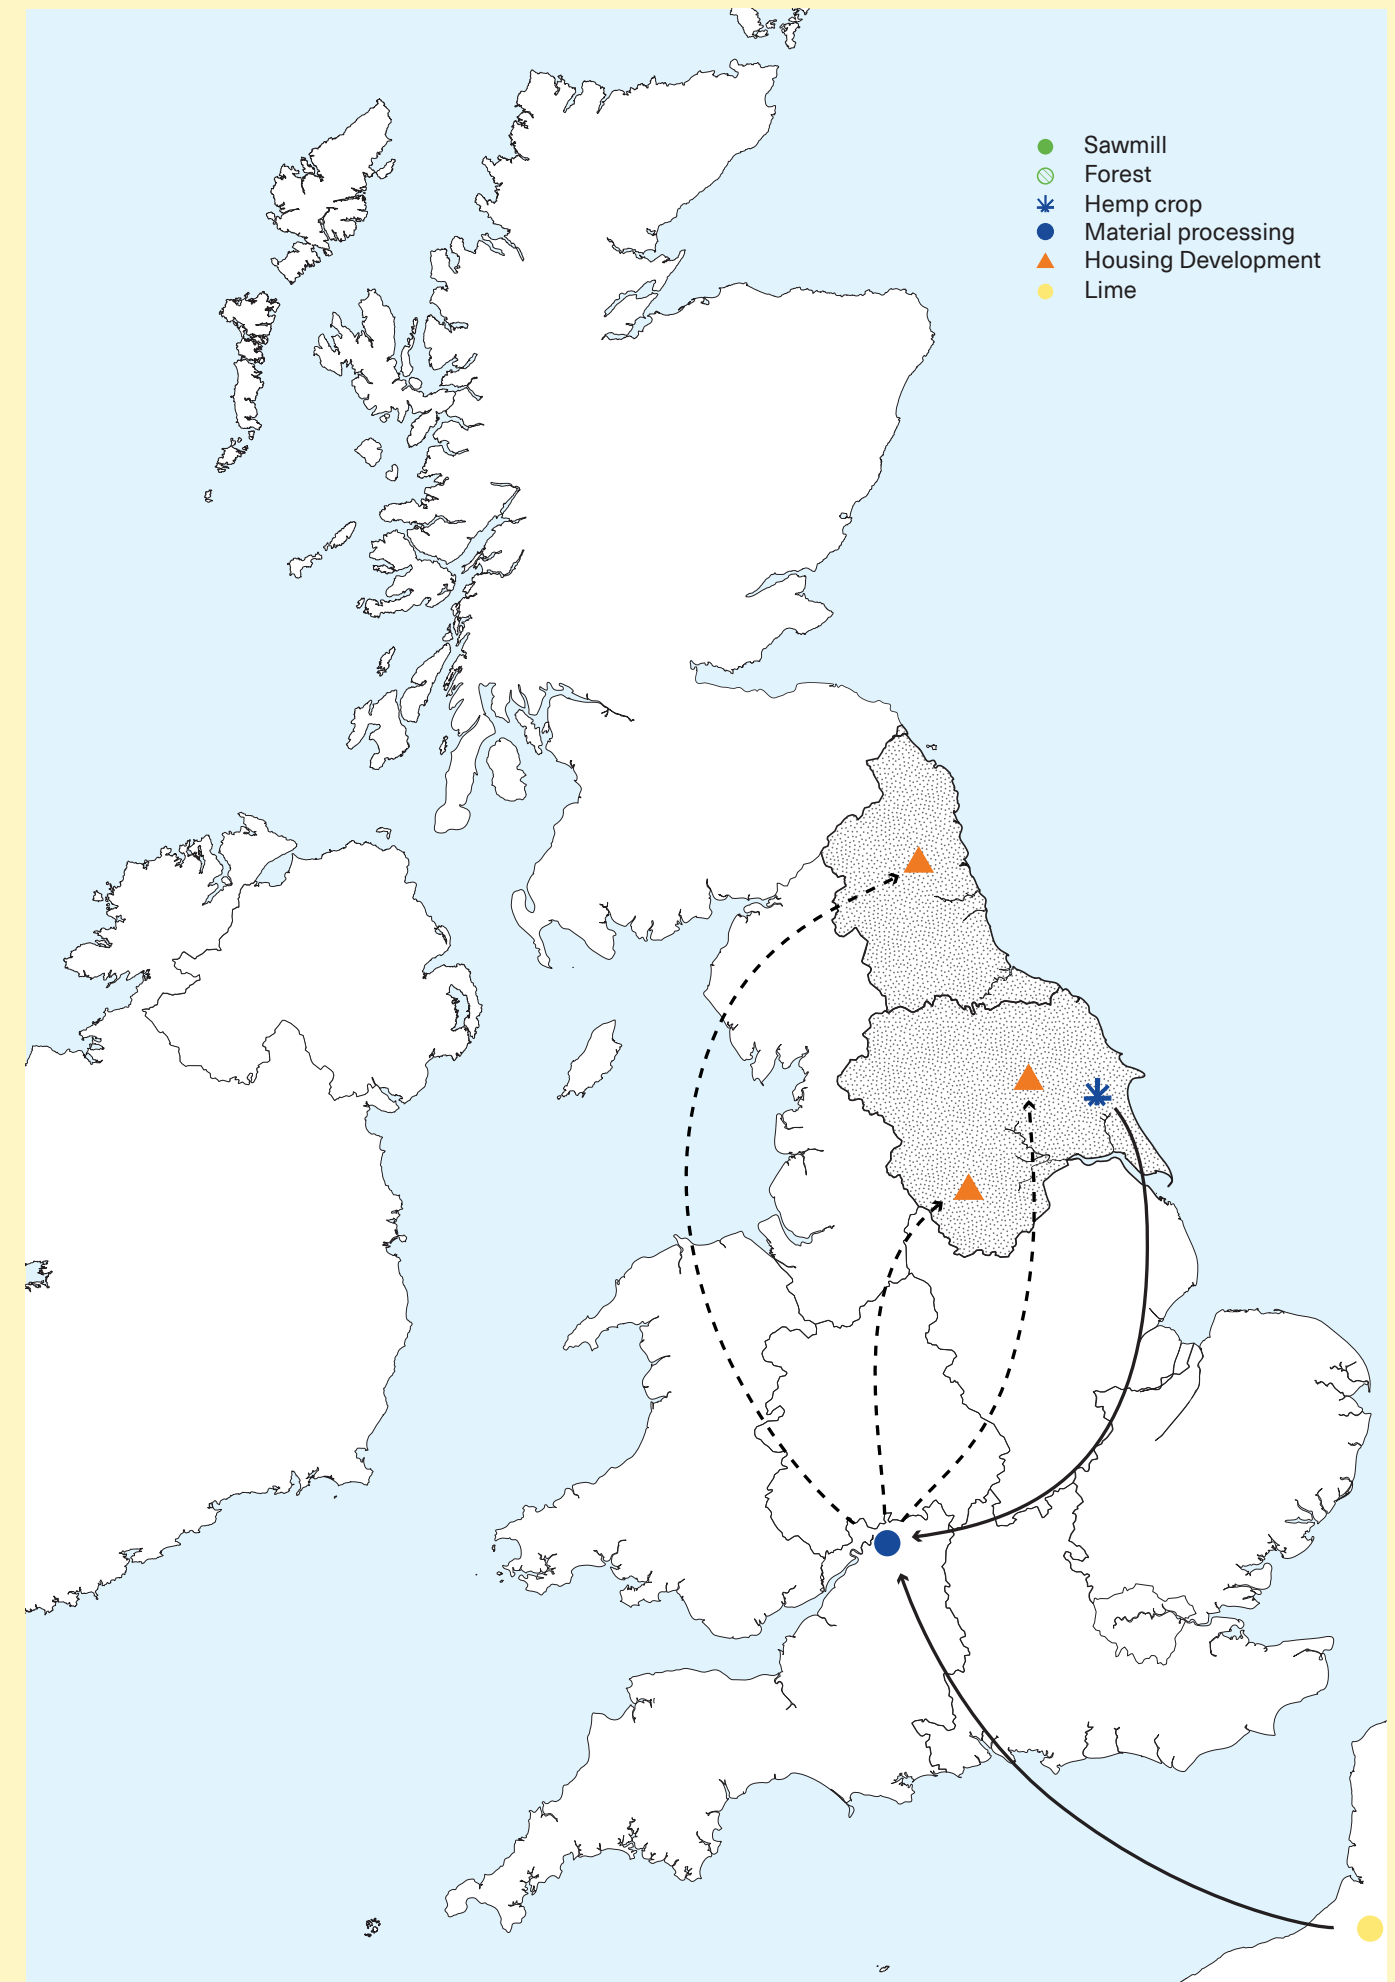 Sawmill
Forest
Hemp crop
Material processing
Housing Development
Lime